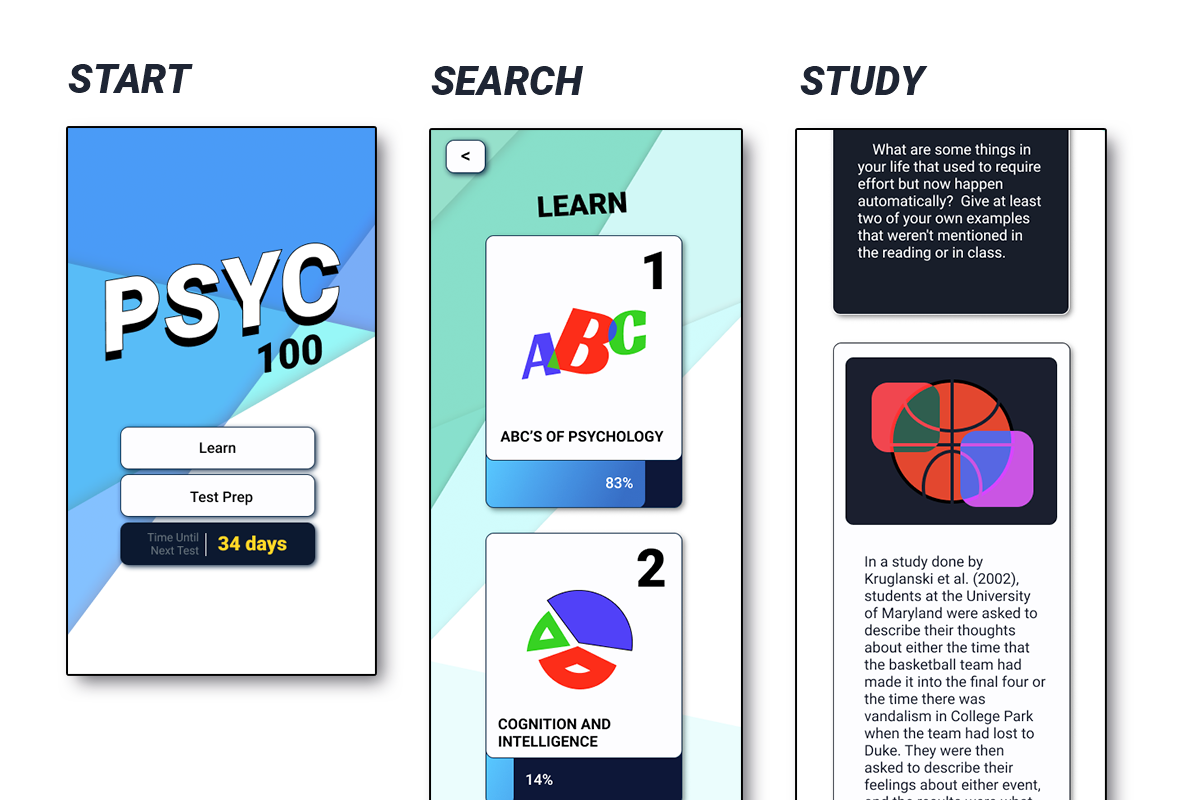 START
PSYC
100
Learn
Test Prep
Time Until
Next Test
34 days
SEARCH
<
LEARN
1
ABC
ABC'S OF PSYCHOLOGY
83%
2
COGNITION AND
INTELLIGENCE
14%
STUDY
What are some things in
your life that used to require
effort but now happen
automatically?  Give at least
two of your own examples
that weren't mentioned in
the reading or in class.
In a study done by
Kruglanski et al. (2002),
students at the University
of Maryland were asked to
describe their thoughts
about either the time that
the basketball team had
made it into the final four or
the time there was
vandalism in College Park
when the team had lost to
Duke. They were then
asked to describe their
feelings about either event,
and the results were what